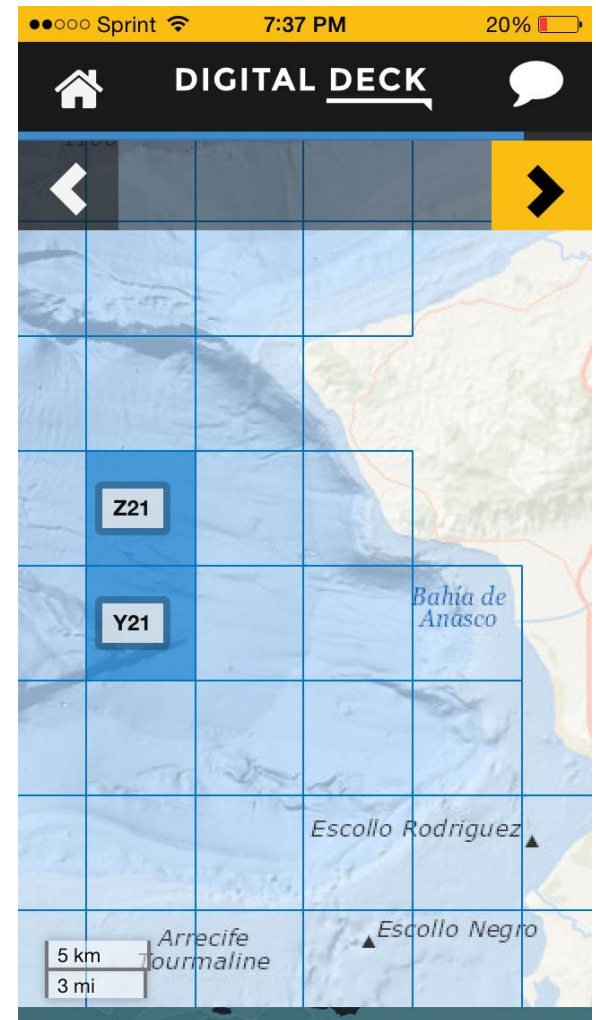 Sprint 7:37 PM 20%
DIGITAL DECK
Z21
Y21
Bahía de
Anasco
Escollo Rodriguez
Escollo Negro
Arrecife
Tourmaline
5 km
3 mi